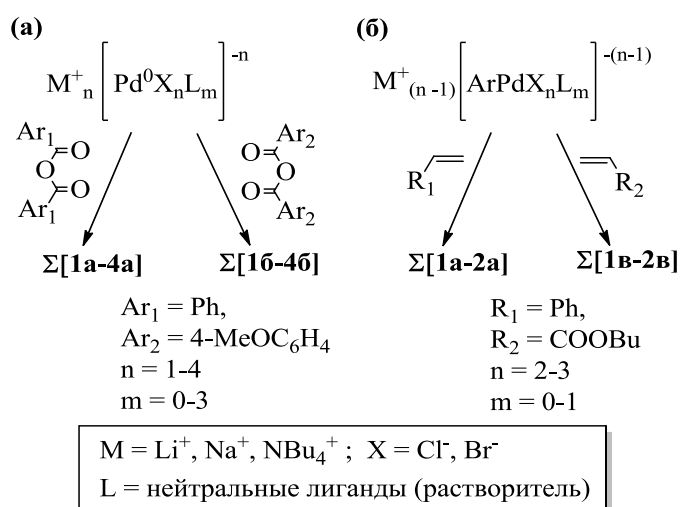 (а)
M⁺ₙ[Pd⁰XₙLₘ]⁻ⁿ
Ar₁ O
O
O
Ar₁
O Ar₂
O
O
Ar₂
Σ[1а-4а] Σ[1б-4б]
Ar₁ = Ph,
Ar₂ = 4-MeOC₆H₄
n = 1-4
m = 0-3
(б)
M⁺₍ₙ ₋₁₎[ArPdXₙLₘ]⁻⁽ⁿ⁻¹⁾
R₁ R₂
Σ[1а-2а] Σ[1в-2в]
R₁ = Ph,
R₂ = COOBu
n = 2-3
m = 0-1
M = Li⁺, Na⁺, NBu₄⁺ ; X = Cl⁻, Br⁻
L = нейтральные лиганды (растворитель)